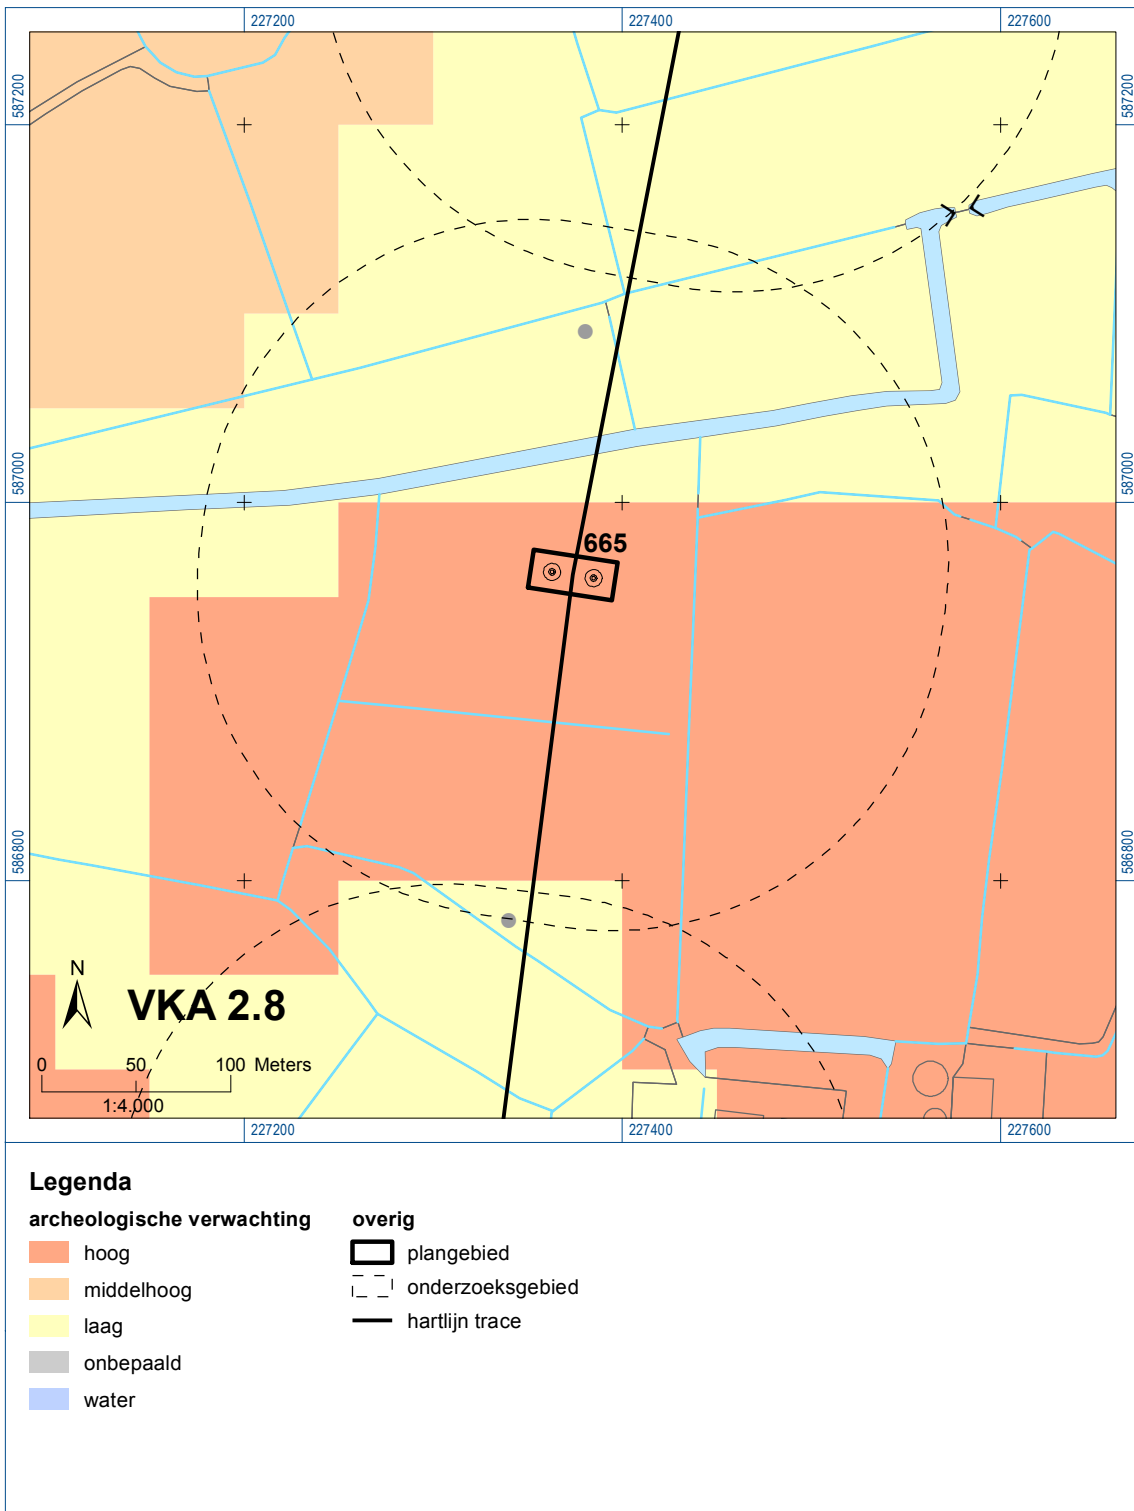 227200
227400
227600
587200
587200
587000
587000
586800
586800
665
N
VKA 2.8
0 50 100 Meters
1:4.000
227200
227400
227600
Legenda
archeologische verwachting
hoog
middelhoog
laag
onbepaald
water
overig
plangebied
onderzoeksgebied
hartlijn trace